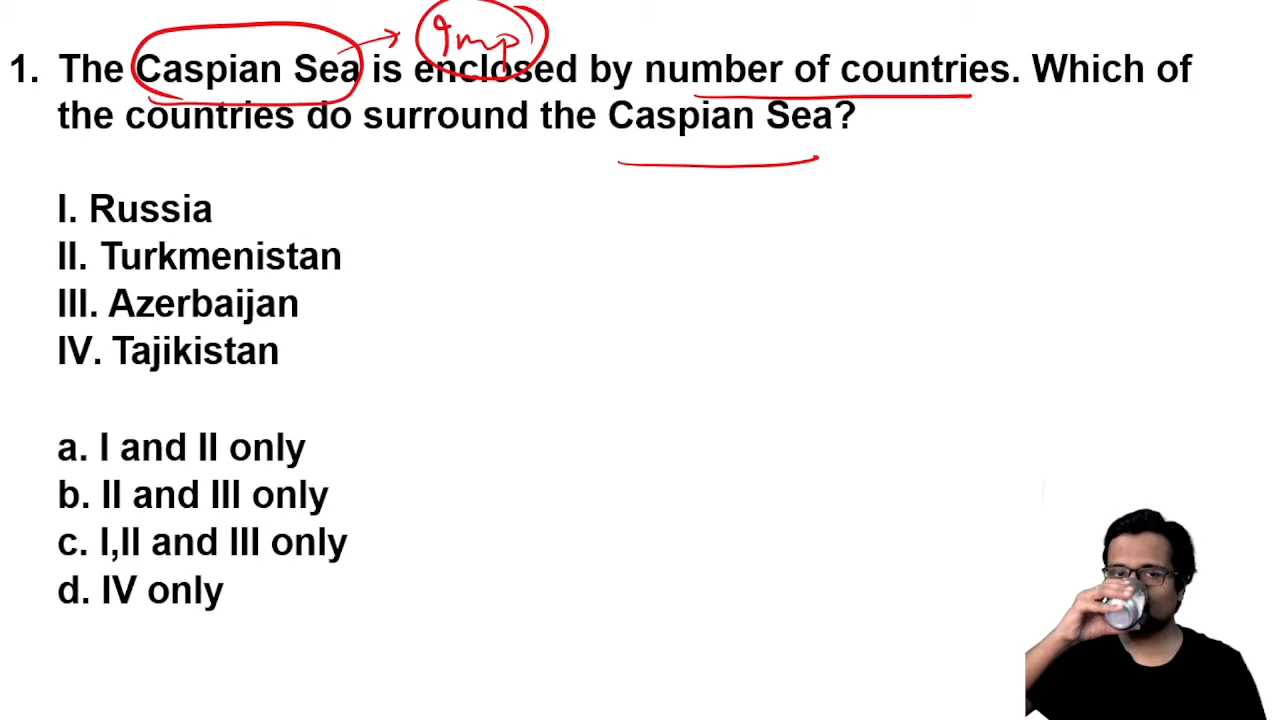 Imp
1. The Caspian Sea is enclosed by number of countries. Which of
the countries do surround the Caspian Sea?
I. Russia
II. Turkmenistan
III. Azerbaijan
IV. Tajikistan
a. I and II only
b. II and III only
c. I,II and III only
d. IV only